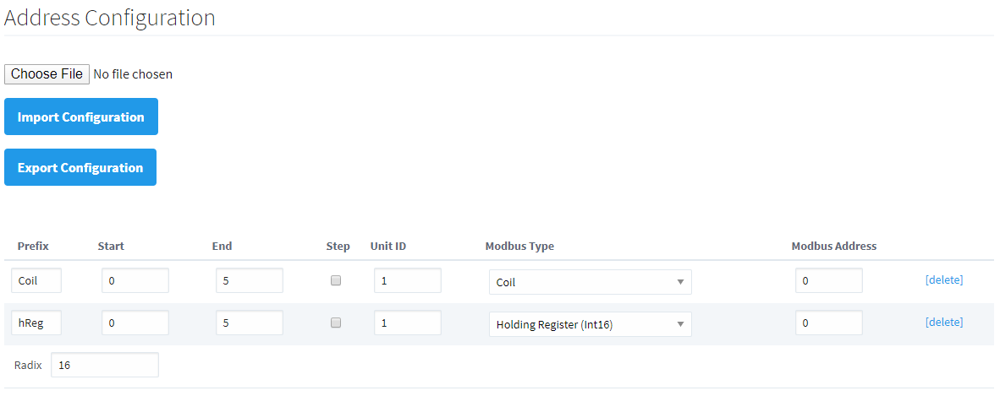 Address Configuration
Choose File No file chosen
Import Configuration
Export Configuration
Prefix Start End Step Unit ID Modbus Type Modbus Address
Coil 0 5 1 Coil 0 [delete]
hReg 0 5 1 Holding Register (Int16) 0 [delete]
Radix 16